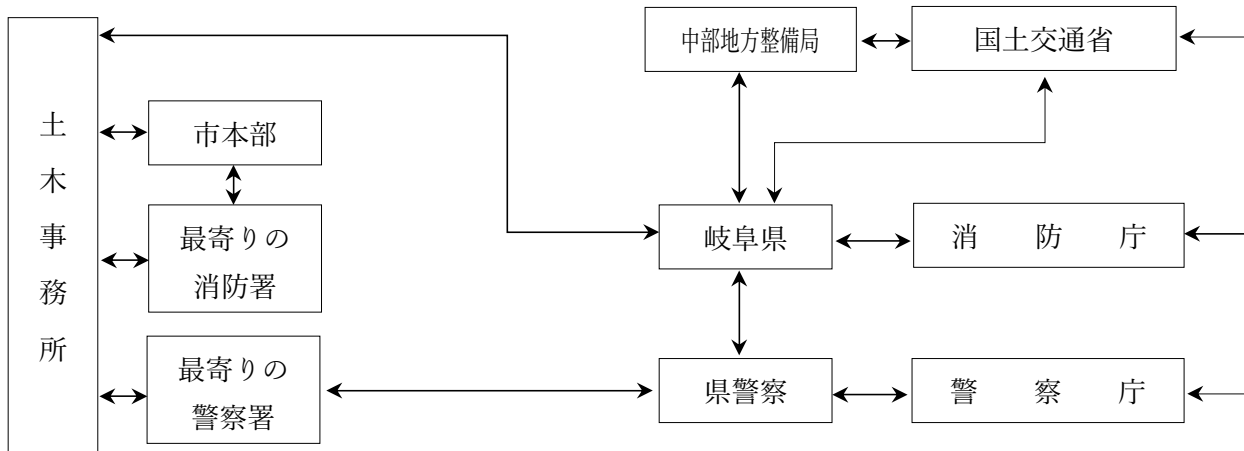 土木事務所
市本部
最寄りの
消防署
最寄りの
警察署
中部地方整備局
国土交通省
岐阜県
消防庁
県警察
警察庁